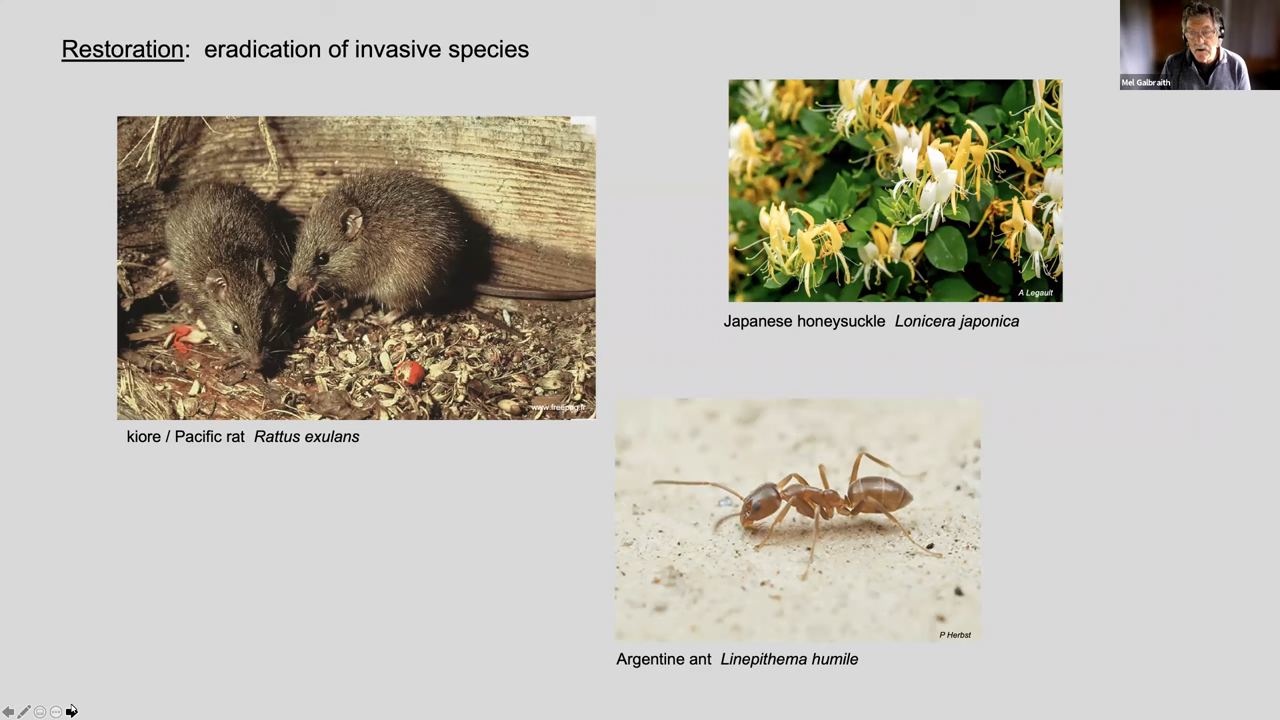 Restoration: eradication of invasive species
Mel Galbraith
A Legault
Japanese honeysuckle Lonicera japonica
kiore / Pacific rat Rattus exulans
P Herbst
Argentine ant Linepithema humile